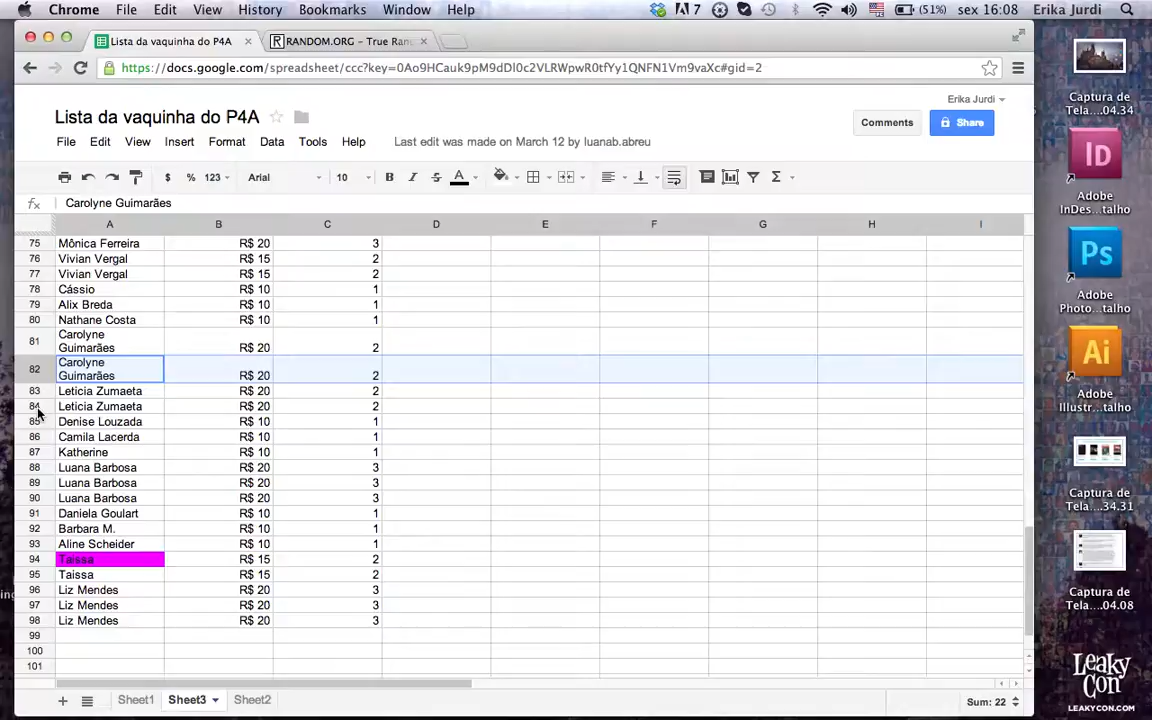 Chrome File Edit View History Bookmarks Window Help 7 (51%) sex 16:08 Erika Jurdi
Lista da vaquinha do P4A × RANDOM.ORG - True Ran ×
https://docs.google.com/spreadsheet/ccc?key=0Ao9HCauk9pM9dDl0c2VLRWpwR0tfYy1QNFN1Vm9vaXc#gid=2
Erika Jurdi
Lista da vaquinha do P4A
Comments Share
File Edit View Insert Format Data Tools Help Last edit was made on March 12 by luanab.abreu
$ % 123 Arial 10 B I S A Σ
fx Carolyne Guimarães
A B C D E F G H I
75 Mônica Ferreira R$ 20 3
76 Vivian Vergal R$ 15 2
77 Vivian Vergal R$ 15 2
78 Cássio R$ 10 1
79 Alix Breda R$ 10 1
80 Nathane Costa R$ 10 1
81 Carolyne
Guimarães R$ 20 2
82 Carolyne
Guimarães R$ 20 2
83 Leticia Zumaeta R$ 20 2
84 Leticia Zumaeta R$ 20 2
85 Denise Louzada R$ 10 1
86 Camila Lacerda R$ 10 1
87 Katherine R$ 10 1
88 Luana Barbosa R$ 20 3
89 Luana Barbosa R$ 20 3
90 Luana Barbosa R$ 20 3
91 Daniela Goulart R$ 10 1
92 Barbara M. R$ 10 1
93 Aline Scheider R$ 10 1
94 Taissa R$ 15 2
95 Taissa R$ 15 2
96 Liz Mendes R$ 20 3
97 Liz Mendes R$ 20 3
98 Liz Mendes R$ 20 3
99
100
101
Sheet1 Sheet3 Sheet2 Sum: 22
Captura de
Tela....04.34
Id
Adobe
InDes...talho
Ps
Adobe
Photo...talho
Ai
Adobe
Illustr...talho
Captura de
Tela....34.31
Captura de
Tela....04.08
Leaky
Con
LEAKYCON.COM